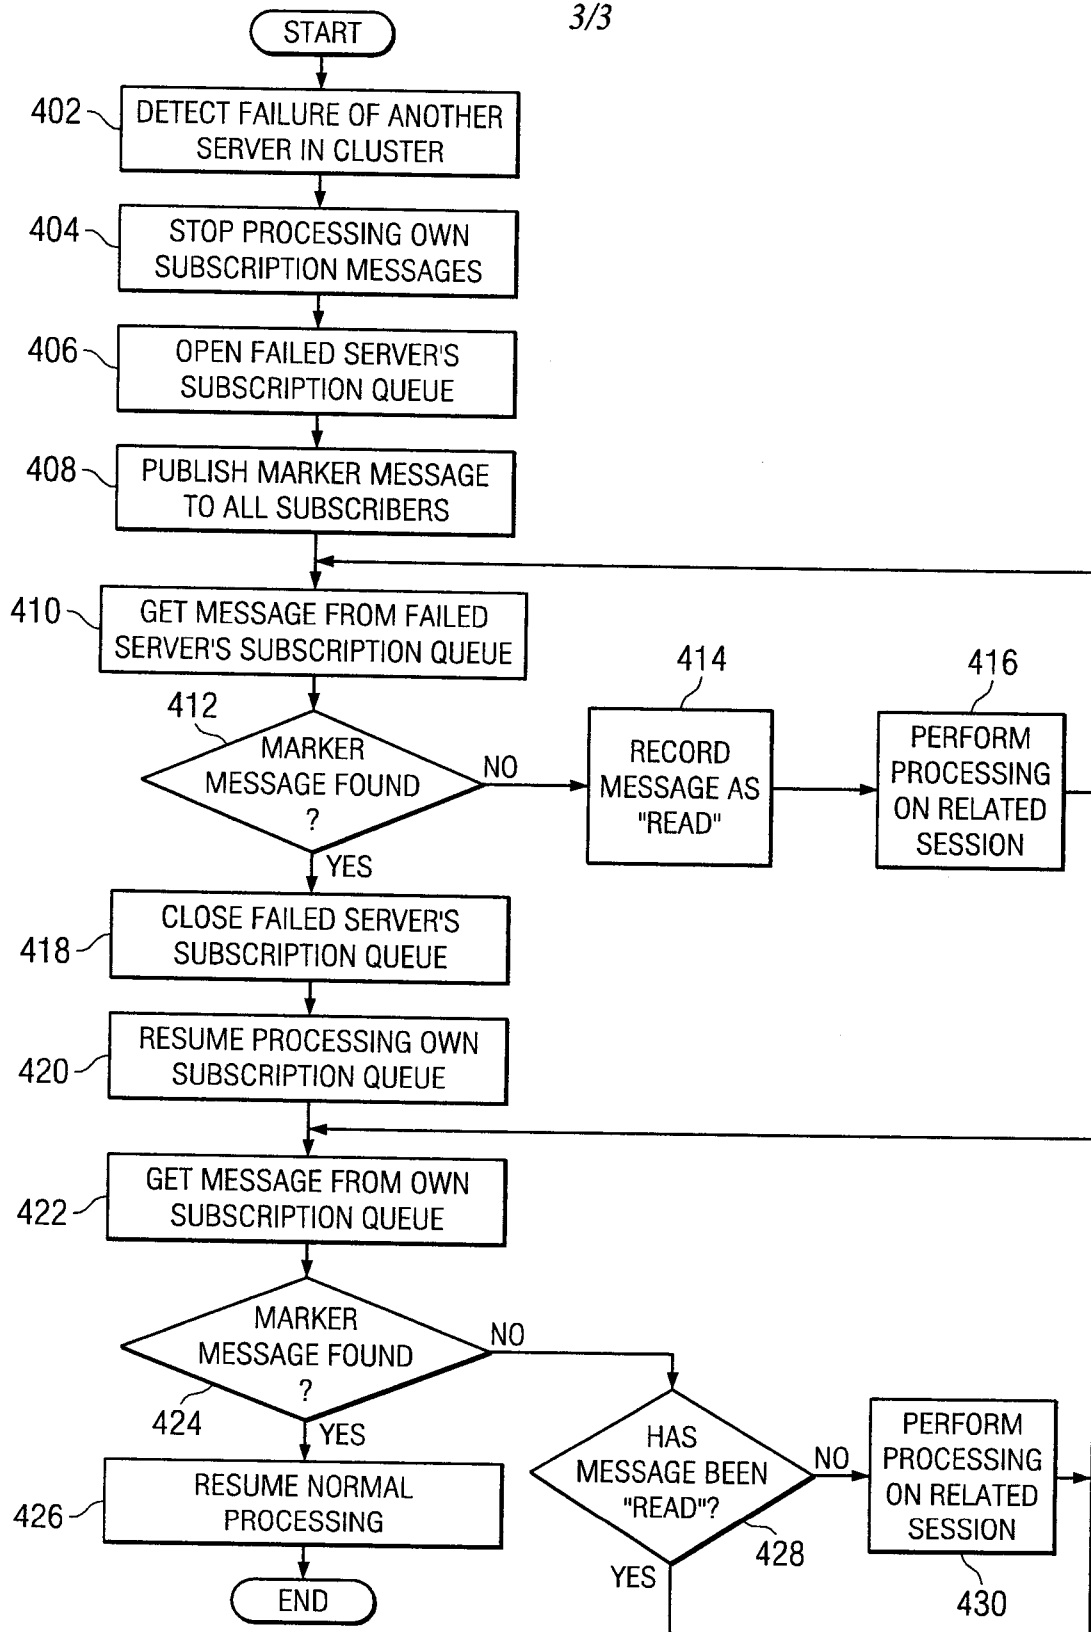 3/3
START
402
DETECT FAILURE OF ANOTHER
SERVER IN CLUSTER
404
STOP PROCESSING OWN
SUBSCRIPTION MESSAGES
406
OPEN FAILED SERVER'S
SUBSCRIPTION QUEUE
408
PUBLISH MARKER MESSAGE
TO ALL SUBSCRIBERS
410
GET MESSAGE FROM FAILED
SERVER'S SUBSCRIPTION QUEUE
412
MARKER
MESSAGE FOUND
?
NO
YES
414
RECORD
MESSAGE AS
"READ"
416
PERFORM
PROCESSING
ON RELATED
SESSION
418
CLOSE FAILED SERVER'S
SUBSCRIPTION QUEUE
420
RESUME PROCESSING OWN
SUBSCRIPTION QUEUE
422
GET MESSAGE FROM OWN
SUBSCRIPTION QUEUE
MARKER
MESSAGE FOUND
?
424
NO
YES
426
RESUME NORMAL
PROCESSING
END
HAS
MESSAGE BEEN
"READ"?
428
NO
YES
PERFORM
PROCESSING
ON RELATED
SESSION
430